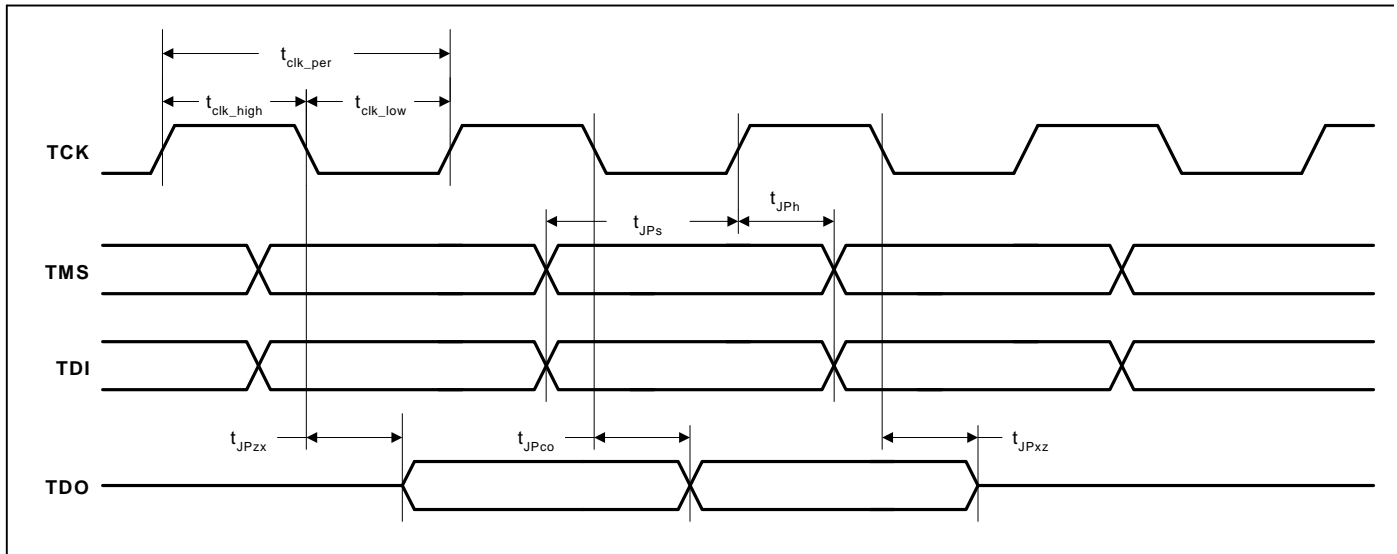 t_clk_per
t_clk_high t_clk_low
TCK
t_JPs t_JPh
TMS
TDI
t_JPzx t_JPco t_JPxz
TDO